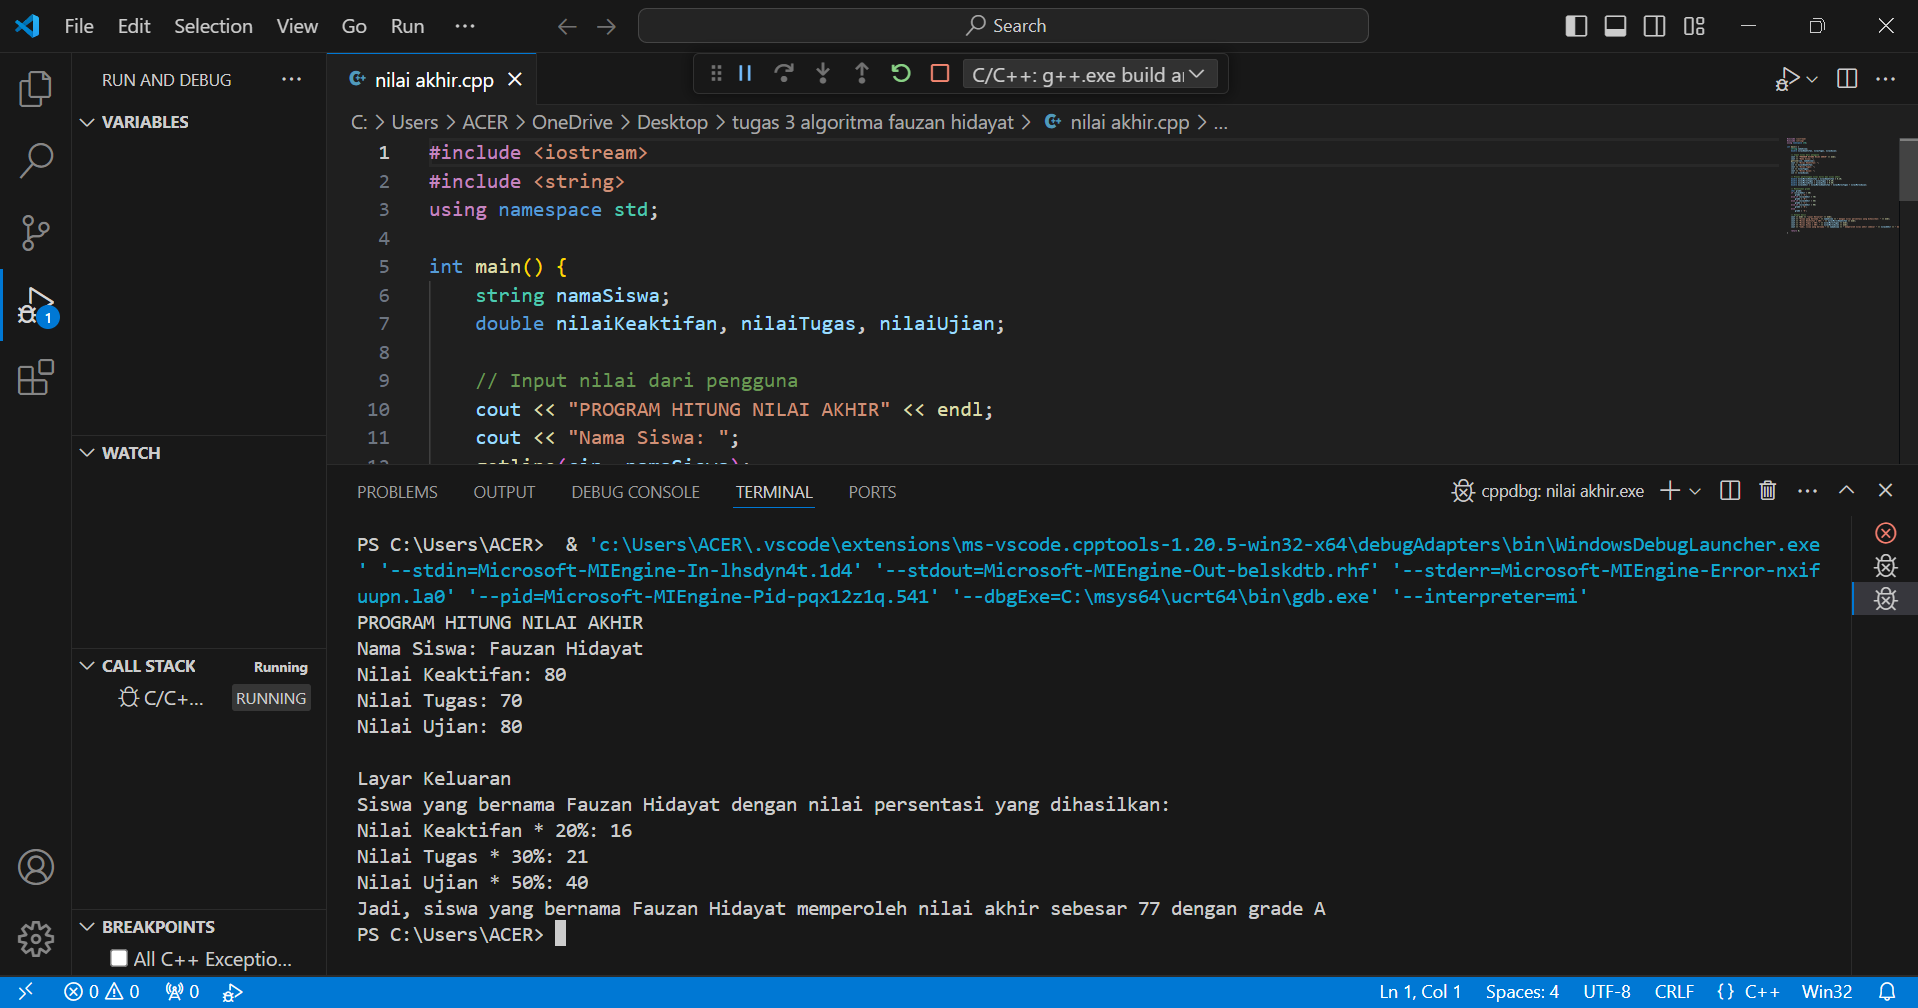 File Edit Selection View Go Run ··· Search
RUN AND DEBUG ···
VARIABLES
WATCH
CALL STACK Running
C/C+... RUNNING
BREAKPOINTS
All C++ Exceptio...
1
nilai akhir.cpp
C/C++: g++.exe build
C: > Users > ACER > OneDrive > Desktop > tugas 3 algoritma fauzan hidayat > nilai akhir.cpp > ...
1 #include <iostream>
2 #include <string>
3 using namespace std;
4
5 int main() {
6 string namaSiswa;
7 double nilaiKeaktifan, nilaiTugas, nilaiUjian;
8
9 // Input nilai dari pengguna
10 cout << "PROGRAM HITUNG NILAI AKHIR" << endl;
11 cout << "Nama Siswa: ";
12 getline(cin, namaSiswa);
PROBLEMS OUTPUT DEBUG CONSOLE TERMINAL PORTS cppdbg: nilai akhir.exe
PS C:\Users\ACER>  & 'c:\Users\ACER\.vscode\extensions\ms-vscode.cpptools-1.20.5-win32-x64\debugAdapters\bin\WindowsDebugLauncher.exe
' '--stdin=Microsoft-MIEngine-In-lhsdyn4t.1d4' '--stdout=Microsoft-MIEngine-Out-belskdtb.rhf' '--stderr=Microsoft-MIEngine-Error-nxif
uupn.la0' '--pid=Microsoft-MIEngine-Pid-pqx12z1q.541' '--dbgExe=C:\msys64\ucrt64\bin\gdb.exe' '--interpreter=mi'
PROGRAM HITUNG NILAI AKHIR
Nama Siswa: Fauzan Hidayat
Nilai Keaktifan: 80
Nilai Tugas: 70
Nilai Ujian: 80
Layar Keluaran
Siswa yang bernama Fauzan Hidayat dengan nilai persentasi yang dihasilkan:
Nilai Keaktifan * 20%: 16
Nilai Tugas * 30%: 21
Nilai Ujian * 50%: 40
Jadi, siswa yang bernama Fauzan Hidayat memperoleh nilai akhir sebesar 77 dengan grade A
PS C:\Users\ACER>
0 0 0 Ln 1, Col 1 Spaces: 4 UTF-8 CRLF {} C++ Win32